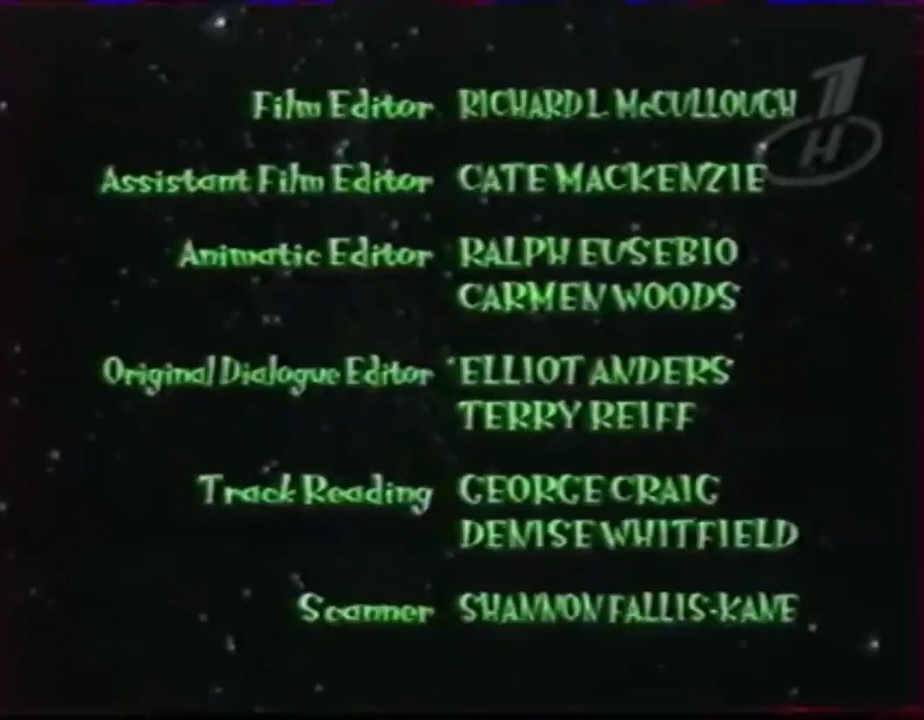 Film Editor RICHARD L. McCULLOUGH
Assistant Film Editor CATE MACKENZIE
Animatic Editor RALPH EUSEBIO
CARMEN WOODS
Original Dialogue Editor ELLIOT ANDERS
TERRY REIFF
Track Reading GEORGE CRAIG
DENISE WHITFIELD
Scanner SHANNON FALLIS-KANE
1
Н